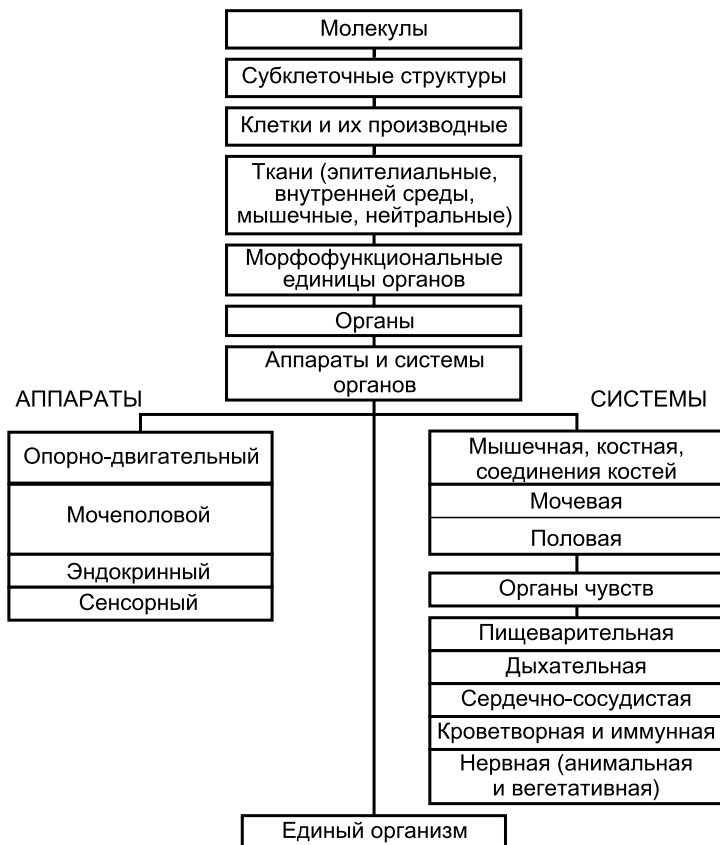 Молекулы
Субклеточные структуры
Клетки и их производные
Ткани (эпителиальные,
внутренней среды,
мышечные, нейтральные)
Морфофункциональные
единицы органов
Органы
Аппараты и системы
органов
АППАРАТЫ
Опорно-двигательный
Мочеполовой
Эндокринный
Сенсорный
СИСТЕМЫ
Мышечная, костная,
соединения костей
Мочевая
Половая
Органы чувств
Пищеварительная
Дыхательная
Сердечно-сосудистая
Кроветворная и иммунная
Нервная (анимальная
и вегетативная)
Единый организм